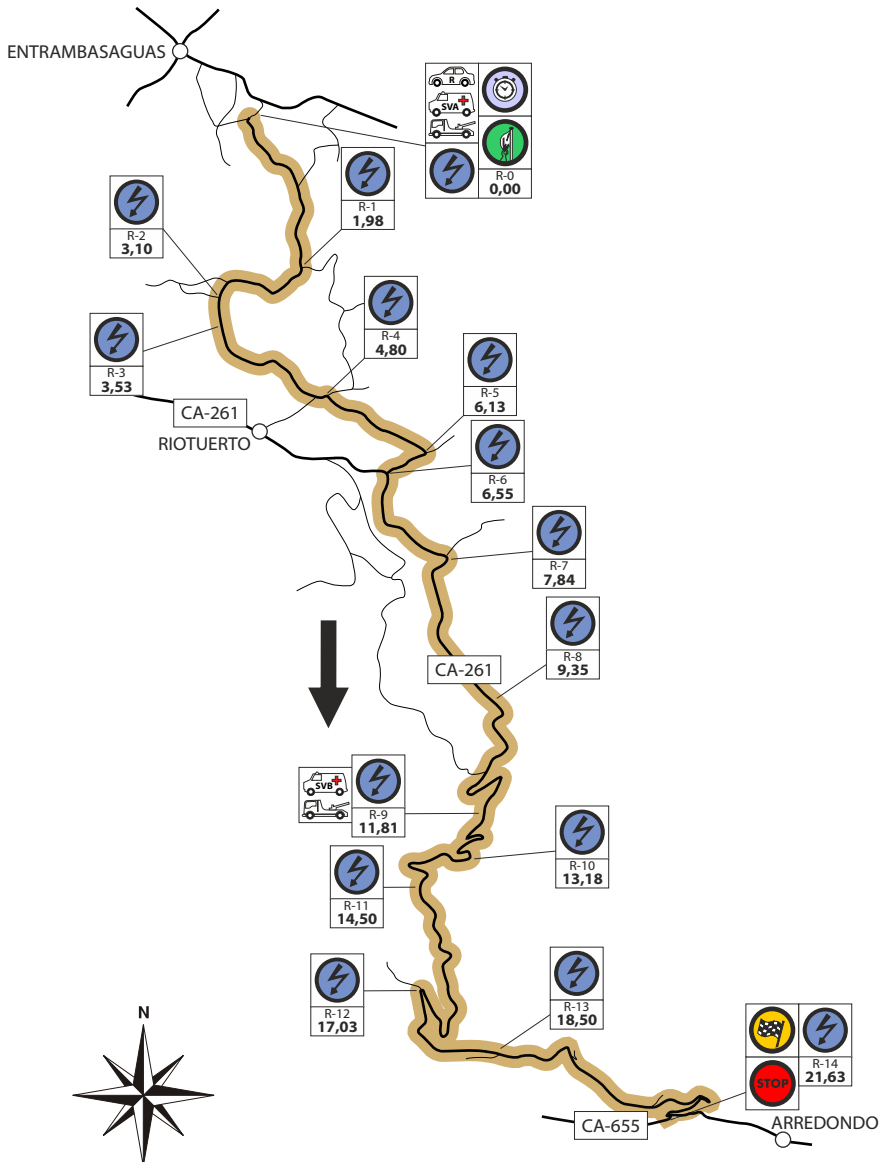 ENTRAMBASAGUAS
R
SVA
R-0
0,00
R-1
1,98
R-2
3,10
R-3
3,53
R-4
4,80
CA-261
RIOTUERTO
R-5
6,13
R-6
6,55
R-7
7,84
R-8
9,35
CA-261
SVB
R-9
11,81
R-10
13,18
R-11
14,50
R-12
17,03
R-13
18,50
N
R-14
21,63
STOP
CA-655
ARREDONDO